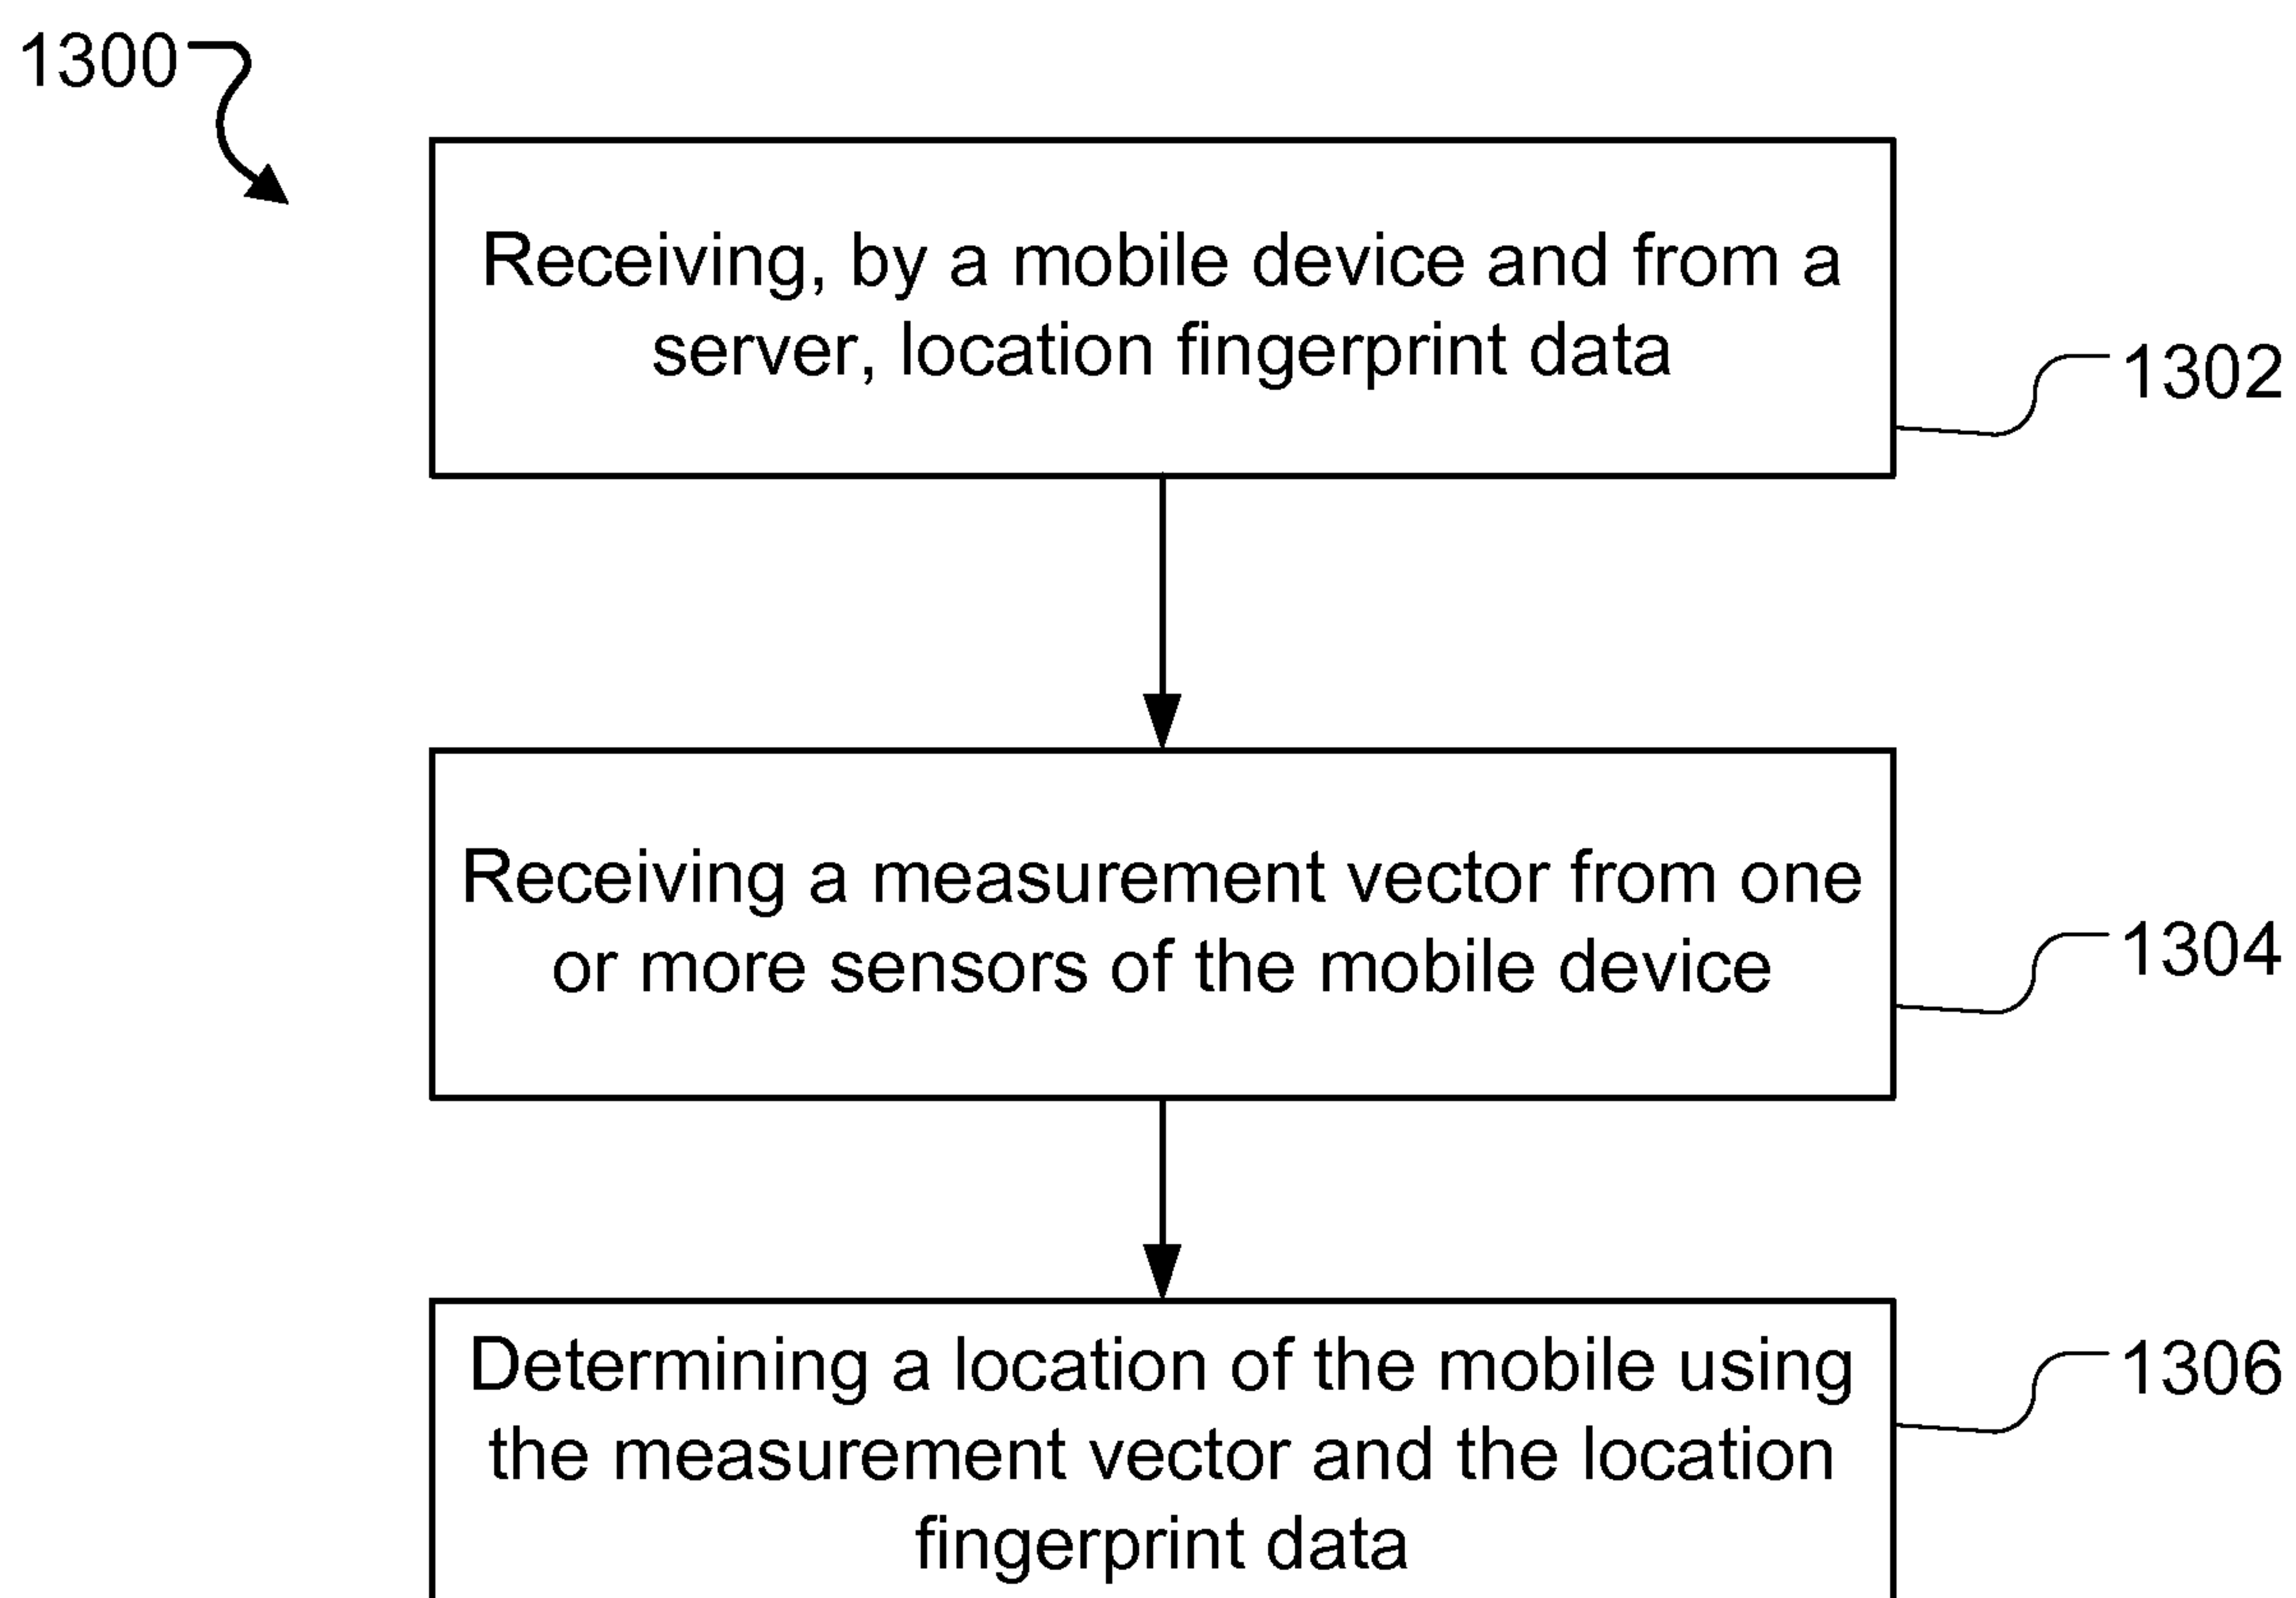 1300
Receiving, by a mobile device and from a
server, location fingerprint data
1302
Receiving a measurement vector from one
or more sensors of the mobile device
1304
Determining a location of the mobile using
the measurement vector and the location
fingerprint data
1306